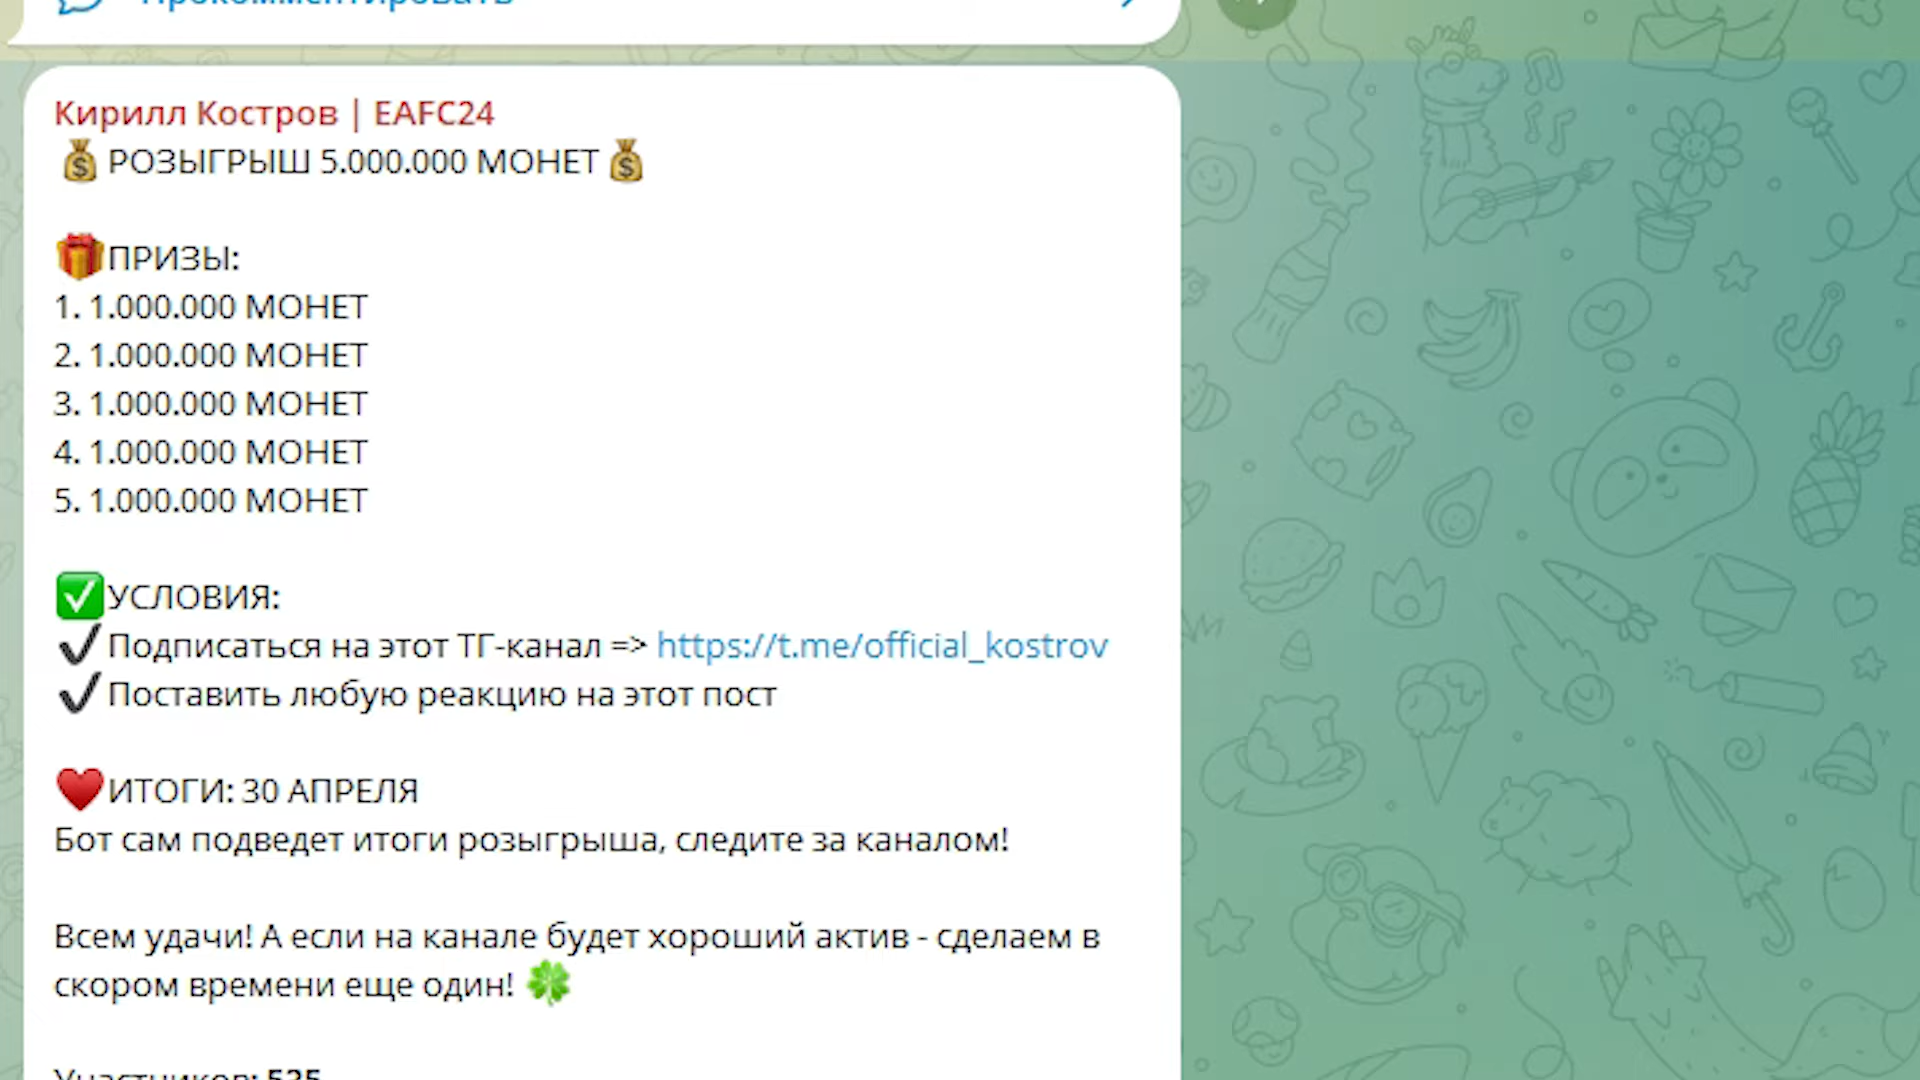 Прокомментировать
Кирилл Костров | EAFC24
💰 РОЗЫГРЫШ 5.000.000 МОНЕТ 💰
🎁ПРИЗЫ:
1. 1.000.000 МОНЕТ
2. 1.000.000 МОНЕТ
3. 1.000.000 МОНЕТ
4. 1.000.000 МОНЕТ
5. 1.000.000 МОНЕТ
✅УСЛОВИЯ:
✔Подписаться на этот ТГ-канал => https://t.me/official_kostrov
✔Поставить любую реакцию на этот пост
❤️ИТОГИ: 30 АПРЕЛЯ
Бот сам подведет итоги розыгрыша, следите за каналом!
Всем удачи! А если на канале будет хороший актив - сделаем в
скором времени еще один! 🍀
Участников: 535